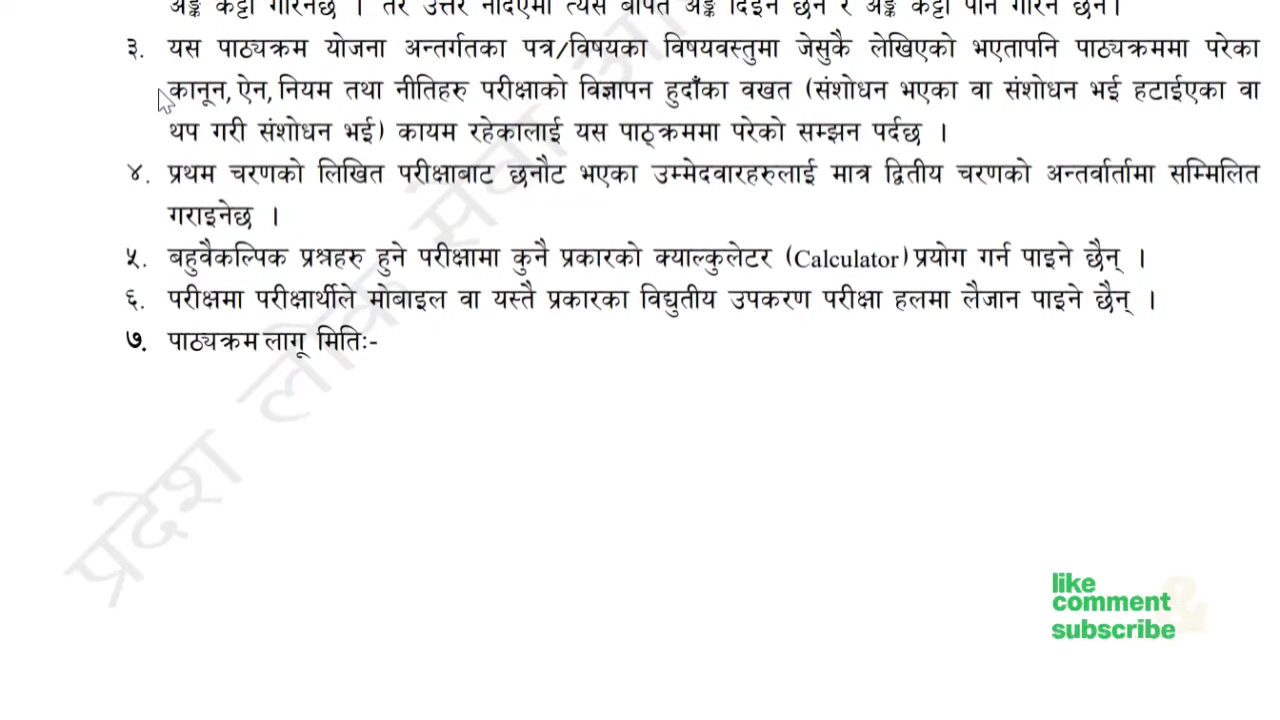 अङ्क कट्टा गरिनेछ । तर उत्तर नदिएमा त्यस बापत अङ्क दिइने छैन र अङ्क कट्टा पनि गरिने छैन।
३. यस पाठ्यक्रम योजना अन्तर्गतका पत्र/विषयका विषयवस्तुमा जेसुकै लेखिएको भएतापनि पाठ्यक्रममा परेका
कानून, ऐन, नियम तथा नीतिहरु परीक्षाको विज्ञापन हुदाँका वखत (संशोधन भएका वा संशोधन भई हटाईएका वा
थप गरी संशोधन भई) कायम रहेकालाई यस पाठ्क्रममा परेको सम्झन पर्दछ ।
४. प्रथम चरणको लिखित परीक्षाबाट छनौट भएका उम्मेदवारहरुलाई मात्र द्वितीय चरणको अन्तर्वार्तामा सम्मिलित
गराइनेछ ।
५. बहुवैकल्पिक प्रश्नहरु हुने परीक्षामा कुनै प्रकारको क्याल्कुलेटर (Calculator) प्रयोग गर्न पाइने छैन् ।
६. परीक्षमा परीक्षार्थीले मोबाइल वा यस्तै प्रकारका विद्युतीय उपकरण परीक्षा हलमा लैजान पाइने छैन् ।
७. पाठ्यक्रम लागू मितिः-
प्रदेश लोक सेवा
like
comment
subscribe
&